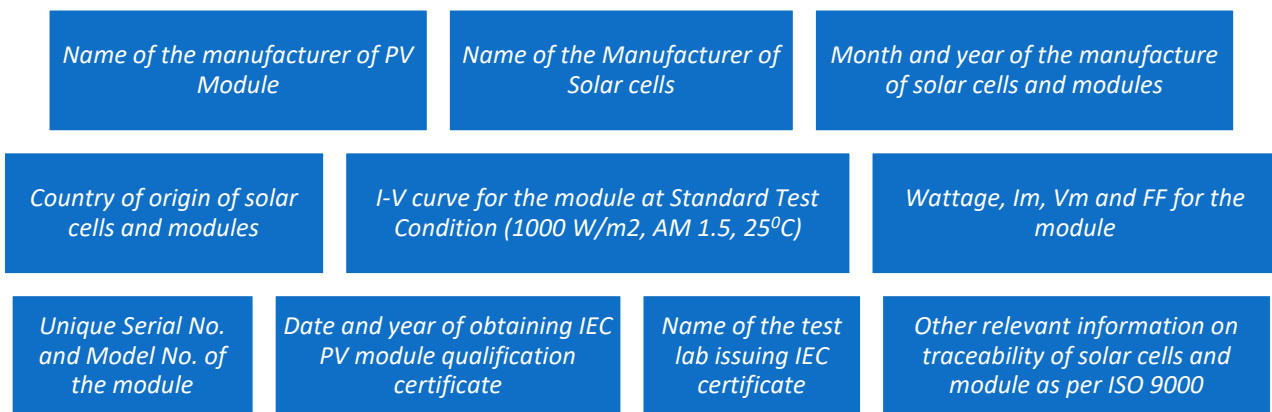 Name of the manufacturer of PV
Module
Name of the Manufacturer of
Solar cells
Month and year of the manufacture
of solar cells and modules
Country of origin of solar
cells and modules
I-V curve for the module at Standard Test
Condition (1000 W/m2, AM 1.5, 25⁰C)
Wattage, Im, Vm and FF for the
module
Unique Serial No.
and Model No. of
the module
Date and year of obtaining IEC
PV module qualification
certificate
Name of the test
lab issuing IEC
certificate
Other relevant information on
traceability of solar cells and
module as per ISO 9000